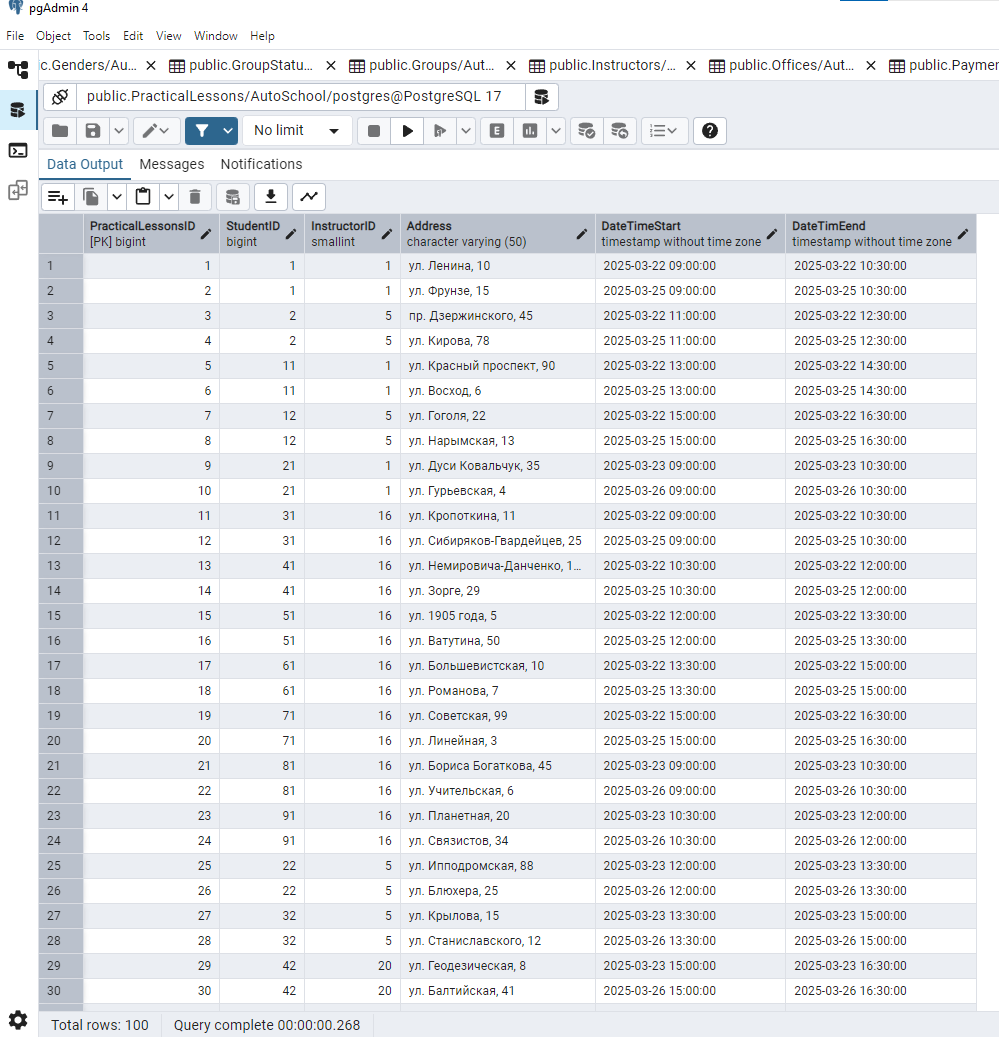 pgAdmin 4
File Object Tools Edit View Window Help
ic.Genders/Au... public.GroupStatu... public.Groups/Aut... public.Instructors/... public.Offices/Aut... public.Paymer
public.PracticalLessons/AutoSchool/postgres@PostgreSQL 17
No limit E
Data Output Messages Notifications
PracticalLessonsID StudentID InstructorID Address DateTimeStart DateTimEend
[PK] bigint bigint smallint character varying (50) timestamp without time zone timestamp without time zone
1 1 1 1 ул. Ленина, 10 2025-03-22 09:00:00 2025-03-22 10:30:00
2 2 1 1 ул. Фрунзе, 15 2025-03-25 09:00:00 2025-03-25 10:30:00
3 3 2 5 пр. Дзержинского, 45 2025-03-22 11:00:00 2025-03-22 12:30:00
4 4 2 5 ул. Кирова, 78 2025-03-25 11:00:00 2025-03-25 12:30:00
5 5 11 1 ул. Красный проспект, 90 2025-03-22 13:00:00 2025-03-22 14:30:00
6 6 11 1 ул. Восход, 6 2025-03-25 13:00:00 2025-03-25 14:30:00
7 7 12 5 ул. Гоголя, 22 2025-03-22 15:00:00 2025-03-22 16:30:00
8 8 12 5 ул. Нарымская, 13 2025-03-25 15:00:00 2025-03-25 16:30:00
9 9 21 1 ул. Дуси Ковальчук, 35 2025-03-23 09:00:00 2025-03-23 10:30:00
10 10 21 1 ул. Гурьевская, 4 2025-03-26 09:00:00 2025-03-26 10:30:00
11 11 31 16 ул. Кропоткина, 11 2025-03-22 09:00:00 2025-03-22 10:30:00
12 12 31 16 ул. Сибиряков-Гвардейцев, 25 2025-03-25 09:00:00 2025-03-25 10:30:00
13 13 41 16 ул. Немировича-Данченко, 1... 2025-03-22 10:30:00 2025-03-22 12:00:00
14 14 41 16 ул. Зорге, 29 2025-03-25 10:30:00 2025-03-25 12:00:00
15 15 51 16 ул. 1905 года, 5 2025-03-22 12:00:00 2025-03-22 13:30:00
16 16 51 16 ул. Ватутина, 50 2025-03-25 12:00:00 2025-03-25 13:30:00
17 17 61 16 ул. Большевистская, 10 2025-03-22 13:30:00 2025-03-22 15:00:00
18 18 61 16 ул. Романова, 7 2025-03-25 13:30:00 2025-03-25 15:00:00
19 19 71 16 ул. Советская, 99 2025-03-22 15:00:00 2025-03-22 16:30:00
20 20 71 16 ул. Линейная, 3 2025-03-25 15:00:00 2025-03-25 16:30:00
21 21 81 16 ул. Бориса Богаткова, 45 2025-03-23 09:00:00 2025-03-23 10:30:00
22 22 81 16 ул. Учительская, 6 2025-03-26 09:00:00 2025-03-26 10:30:00
23 23 91 16 ул. Планетная, 20 2025-03-23 10:30:00 2025-03-23 12:00:00
24 24 91 16 ул. Связистов, 34 2025-03-26 10:30:00 2025-03-26 12:00:00
25 25 22 5 ул. Ипподромская, 88 2025-03-23 12:00:00 2025-03-23 13:30:00
26 26 22 5 ул. Блюхера, 25 2025-03-26 12:00:00 2025-03-26 13:30:00
27 27 32 5 ул. Крылова, 15 2025-03-23 13:30:00 2025-03-23 15:00:00
28 28 32 5 ул. Станиславского, 12 2025-03-26 13:30:00 2025-03-26 15:00:00
29 29 42 20 ул. Геодезическая, 8 2025-03-23 15:00:00 2025-03-23 16:30:00
30 30 42 20 ул. Балтийская, 41 2025-03-26 15:00:00 2025-03-26 16:30:00
Total rows: 100 Query complete 00:00:00.268